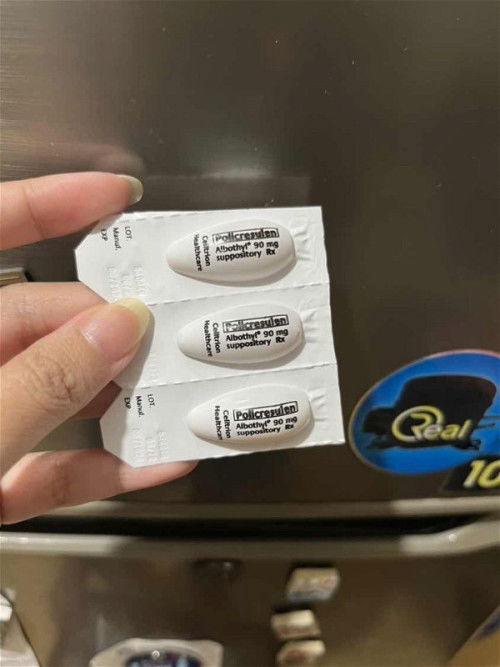 Policresulen
Albothyl® 90 mg
suppository Rx
Celltrion
Healthcare
LOT.
Manuf.
EXP
Policresulen
Albothyl® 90 mg
suppository Rx
Celltrion
Healthcare
Policresulen
Albothyl® 90 mg
suppository Rx
Celltrion
Healthcare
LOT
Manuf.
EXP
Real
10